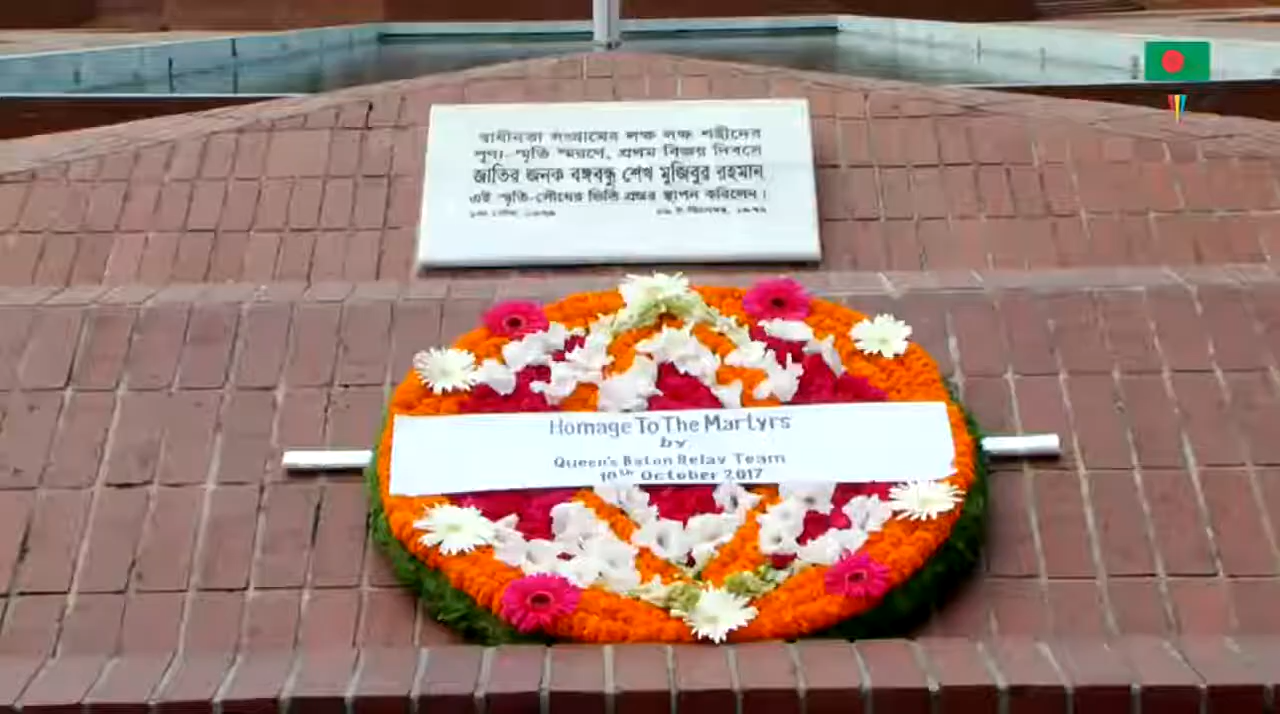 স্বাধীনতা সংগ্রামের লক্ষ লক্ষ শহীদের
পূণ্য-স্মৃতি স্মরণে, প্রথম বিজয় দিবসে
জাতির জনক বঙ্গবন্ধু শেখ মুজিবুর রহমান
এই স্মৃতি-সৌধের ভিত্তি প্রস্তর স্থাপন করিলেন।
Homage To The Martyrs
by
Queen's Baton Relay Team
10th October 2017